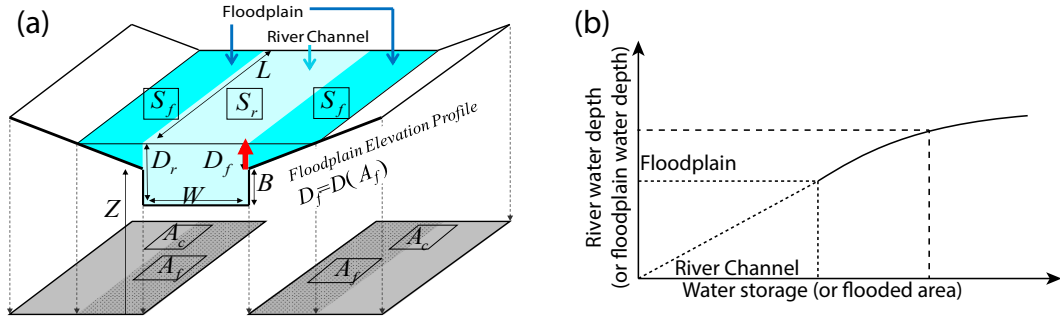 (a)
Floodplain
River Channel
L
S_f
S_r
S_f
D_r
D_f
Floodplain Elevation Profile
D_f=D(A_f)
B
W
Z
A_c
A_f
A_c
A_f
(b)
River water depth
(or floodplain water depth)
Floodplain
River Channel
Water storage (or flooded area)